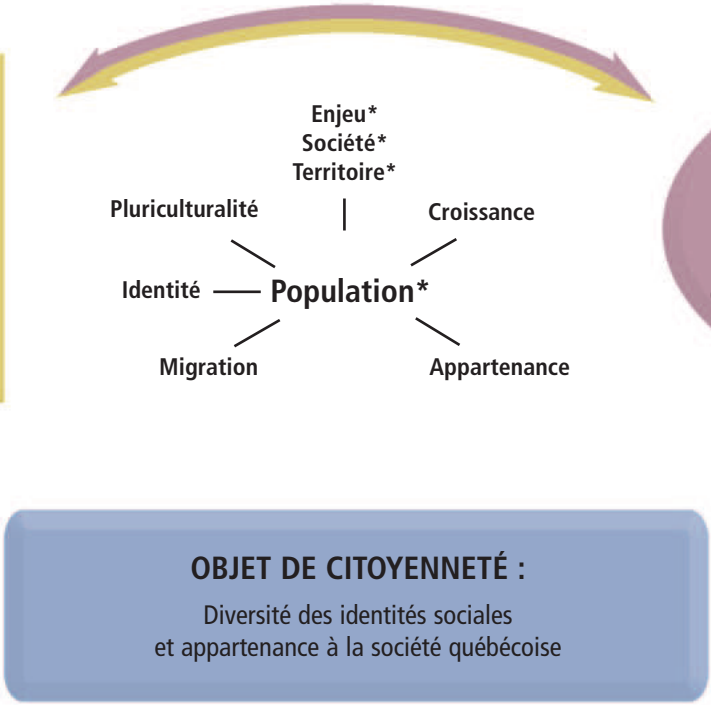 Enjeu*
Société*
Territoire*
Pluriculturalité
Croissance
Identité
Population*
Migration
Appartenance
OBJET DE CITOYENNETÉ :
Diversité des identités sociales
et appartenance à la société québécoise